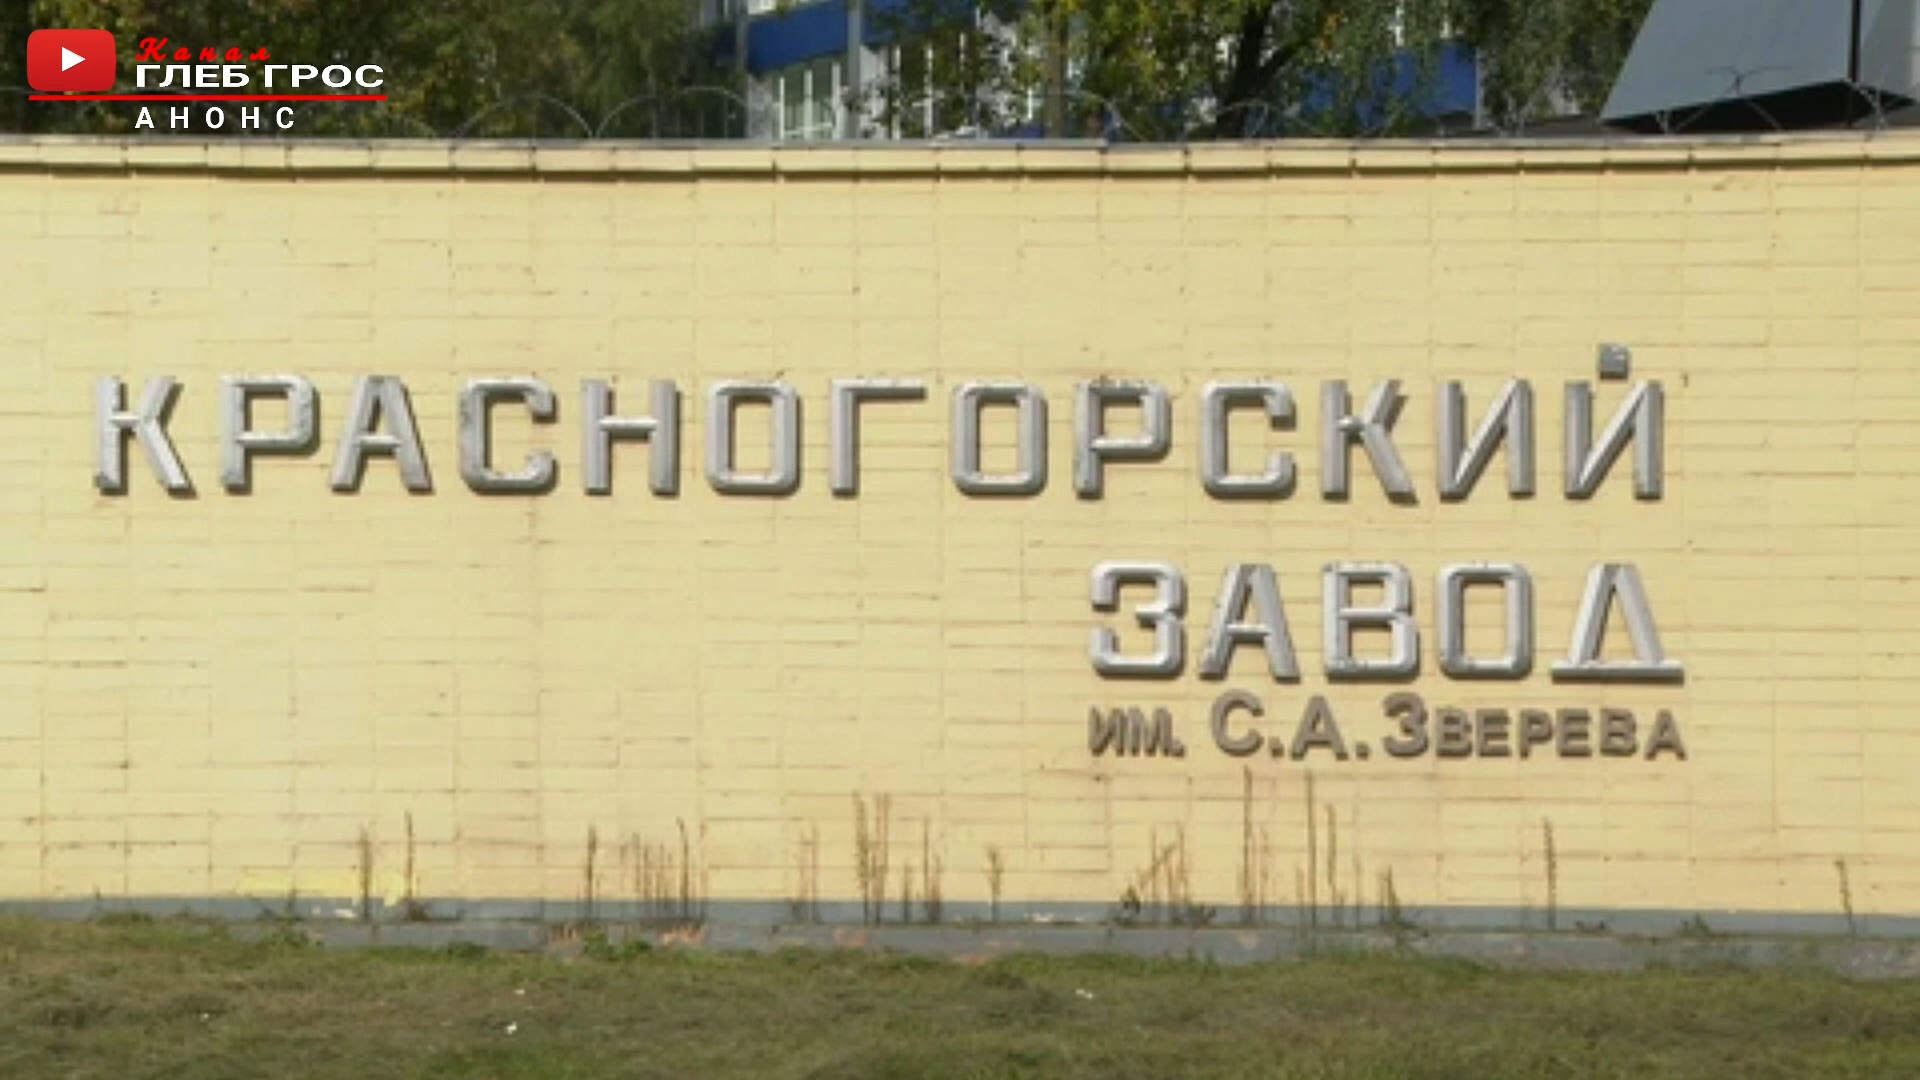 Канал
ГЛЕБ ГРОС
АНОНС
КРАСНОГОРСКИЙ
ЗАВОД
им. С.А.Зверева